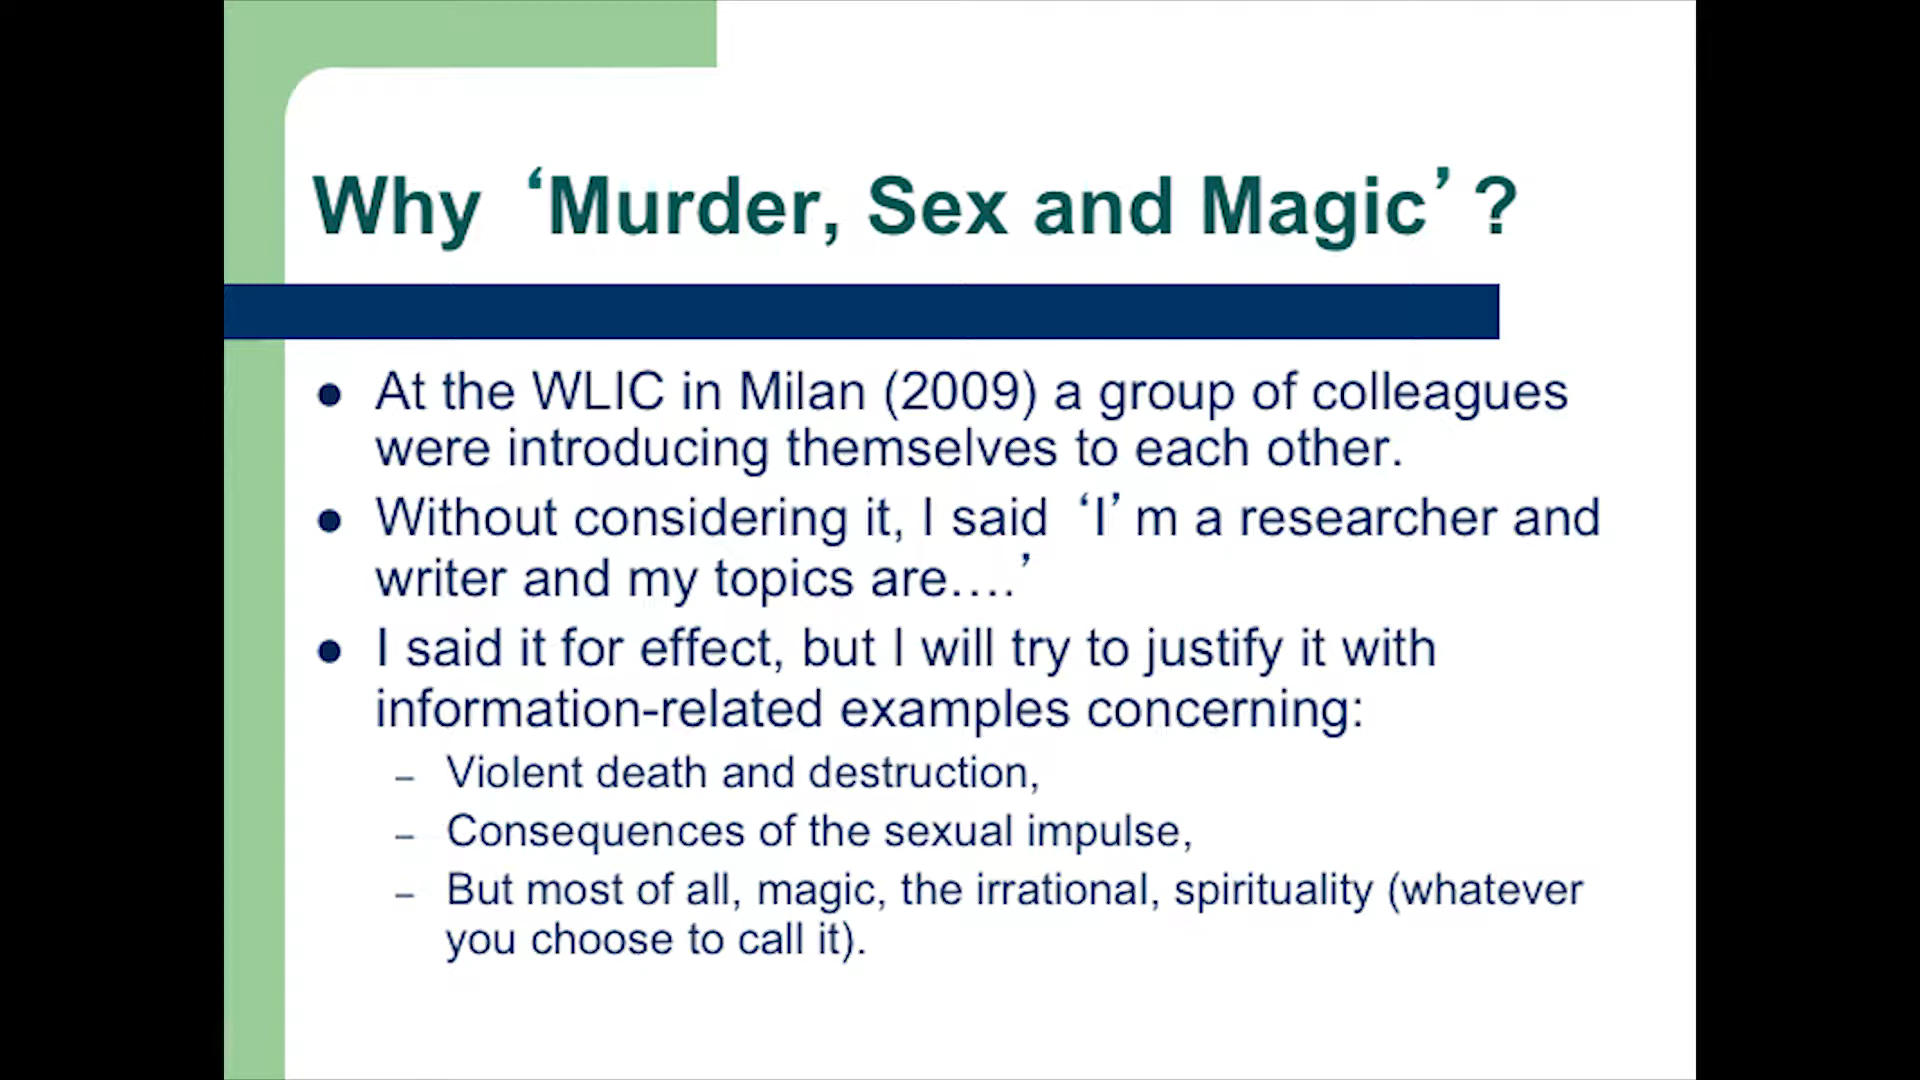 Why ‘Murder, Sex and Magic’?
● At the WLIC in Milan (2009) a group of colleagues
were introducing themselves to each other.
● Without considering it, I said ‘I’m a researcher and
writer and my topics are….’
● I said it for effect, but I will try to justify it with
information-related examples concerning:
– Violent death and destruction,
– Consequences of the sexual impulse,
– But most of all, magic, the irrational, spirituality (whatever
you choose to call it).